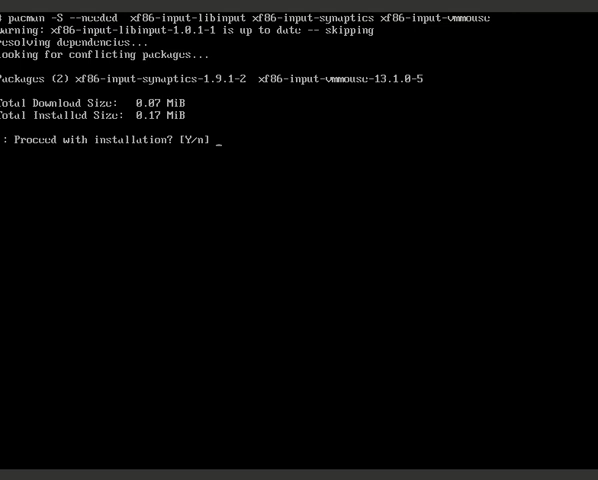 pacman -S --needed  xf86-input-libinput xf86-input-synaptics xf86-input-vmmouse
warning: xf86-input-libinput-1.0.1-1 is up to date -- skipping
resolving dependencies...
looking for conflicting packages...
Packages (2) xf86-input-synaptics-1.9.1-2  xf86-input-vmmouse-13.1.0-5
Total Download Size:   0.07 MiB
Total Installed Size:  0.17 MiB
: Proceed with installation? [Y/n] _